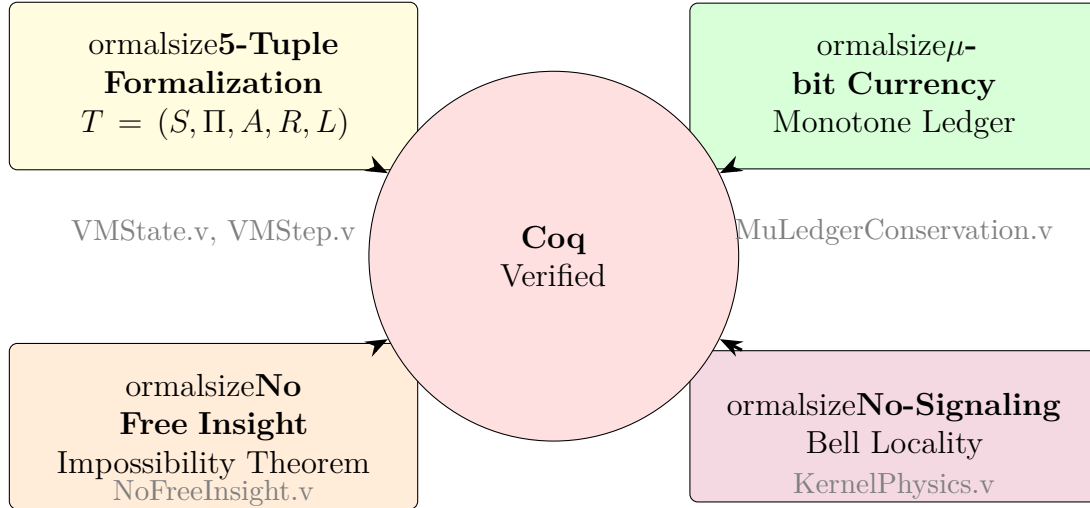 ormalsize5-Tuple
Formalization
T = (S, Π, A, R, L)
ormalsizeμ-
bit Currency
Monotone Ledger
VMState.v, VMStep.v
MuLedgerConservation.v
Coq
Verified
ormalsizeNo
Free Insight
Impossibility Theorem
NoFreeInsight.v
ormalsizeNo-Signaling
Bell Locality
KernelPhysics.v